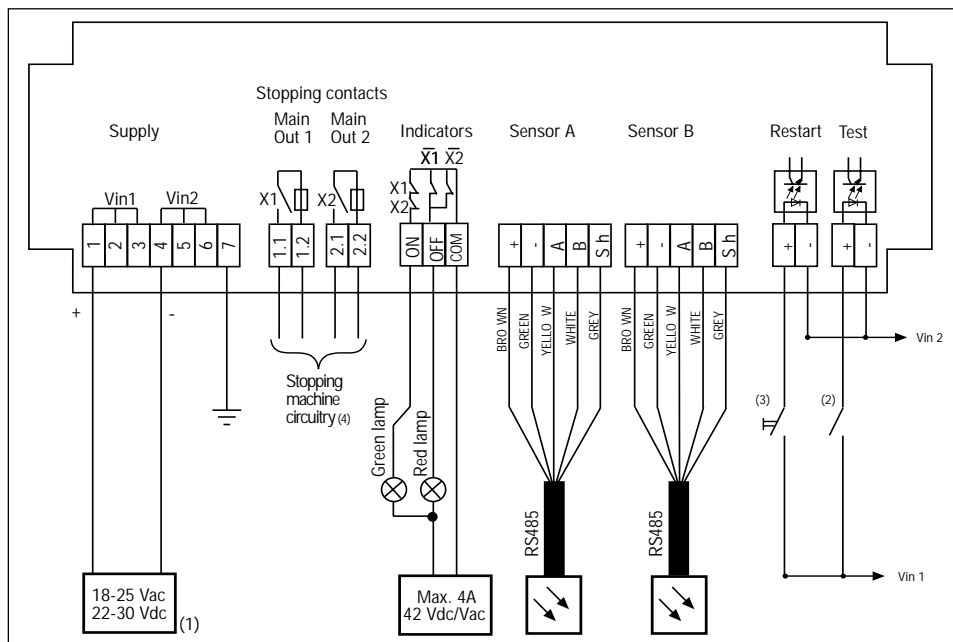 Stopping contacts
Supply
Main Out 1
Main Out 2
Indicators
Sensor A
Sensor B
Restart
Test
X1 X2
X1
X2
X1
X2
Vin1
Vin2
1 2 3 4 5 6 7
1.1 1.2
2.1 2.2
ON OFF COM
+ - A B Sh
+ - A B Sh
+ -
+ -
+ -
BROWN GREEN YELLOW WHITE GREY
BROWN GREEN YELLOW WHITE GREY
Vin 2
Stopping
machine
circuitry (4)
(3)
(2)
Green lamp
Red lamp
RS485
RS485
Vin 1
18-25 Vac
22-30 Vdc
(1)
Max. 4A
42 Vdc/Vac